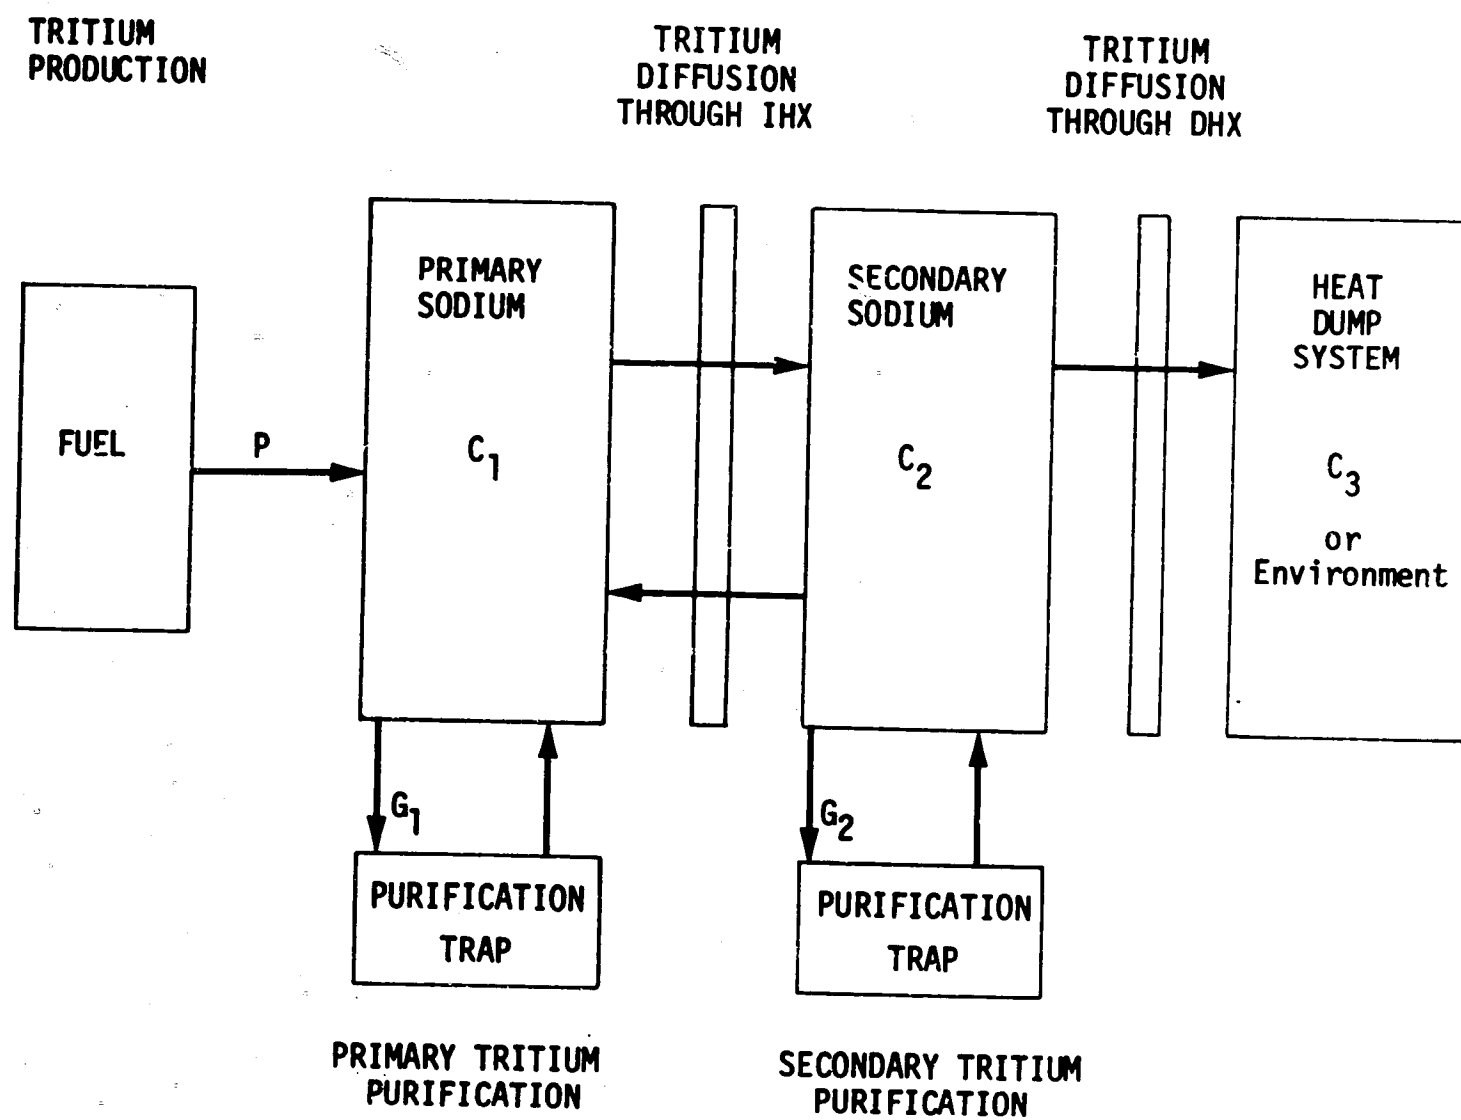 TRITIUM
PRODUCTION
TRITIUM
DIFFUSION
THROUGH IHX
TRITIUM
DIFFUSION
THROUGH DHX
FUEL
P
PRIMARY
SODIUM
C1
SECONDARY
SODIUM
C2
HEAT
DUMP
SYSTEM
C3
or
Environment
G1
PURIFICATION
TRAP
G2
PURIFICATION
TRAP
PRIMARY TRITIUM
PURIFICATION
SECONDARY TRITIUM
PURIFICATION